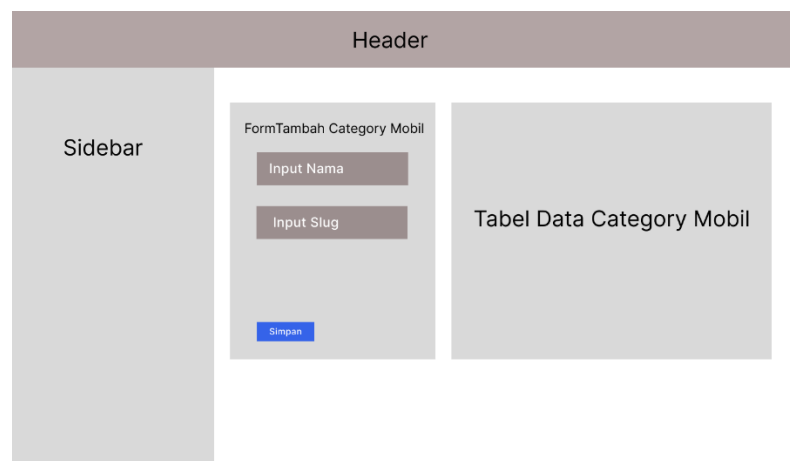 Header
Sidebar
FormTambah Category Mobil
Input Nama
Input Slug
Simpan
Tabel Data Category Mobil